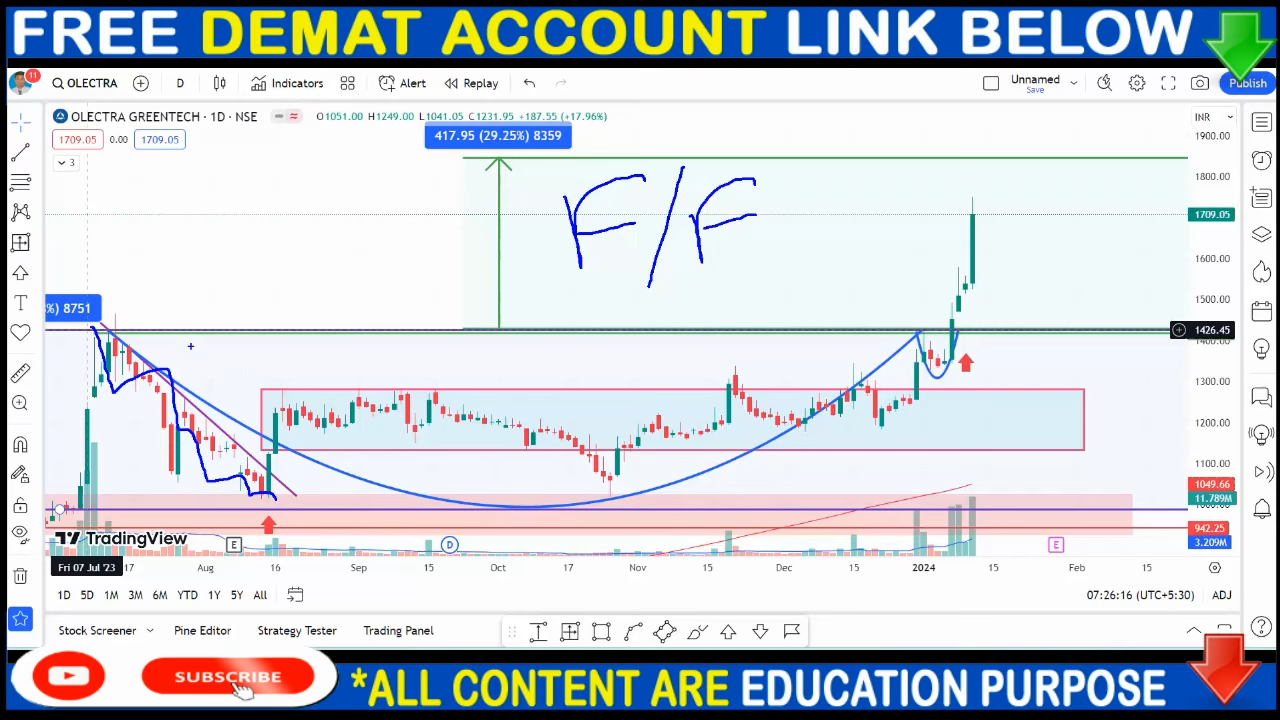 FREE DEMAT ACCOUNT LINK BELOW
11
OLECTRA
D
Indicators
Alert
Replay
Unnamed
Save
Publish
OLECTRA GREENTECH · 1D · NSE
O1051.00 H1249.00 L1041.05 C1231.95 +187.55 (+17.96%)
INR
1709.05
0.00
1709.05
417.95 (29.25%) 8359
1900.00
3
F/F
1800.00
1709.05
1600.00
1500.00
%) 8751
1426.45
1400.00
1300.00
1200.00
1100.00
1049.66
11.789M
942.25
3.209M
TradingView
E
D
E
Fri 07 Jul '23
17
Aug
16
Sep
15
Oct
17
Nov
15
Dec
15
2024
15
Feb
15
1D
5D
1M
3M
6M
YTD
1Y
5Y
All
07:26:16 (UTC+5:30)
ADJ
Stock Screener
Pine Editor
Strategy Tester
Trading Panel
SUBSCRIBE
*ALL CONTENT ARE EDUCATION PURPOSE